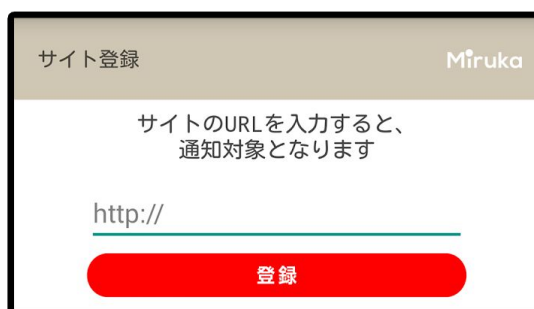 サイト登録
Miruka
サイトのURLを入力すると、
通知対象となります
http://
登録